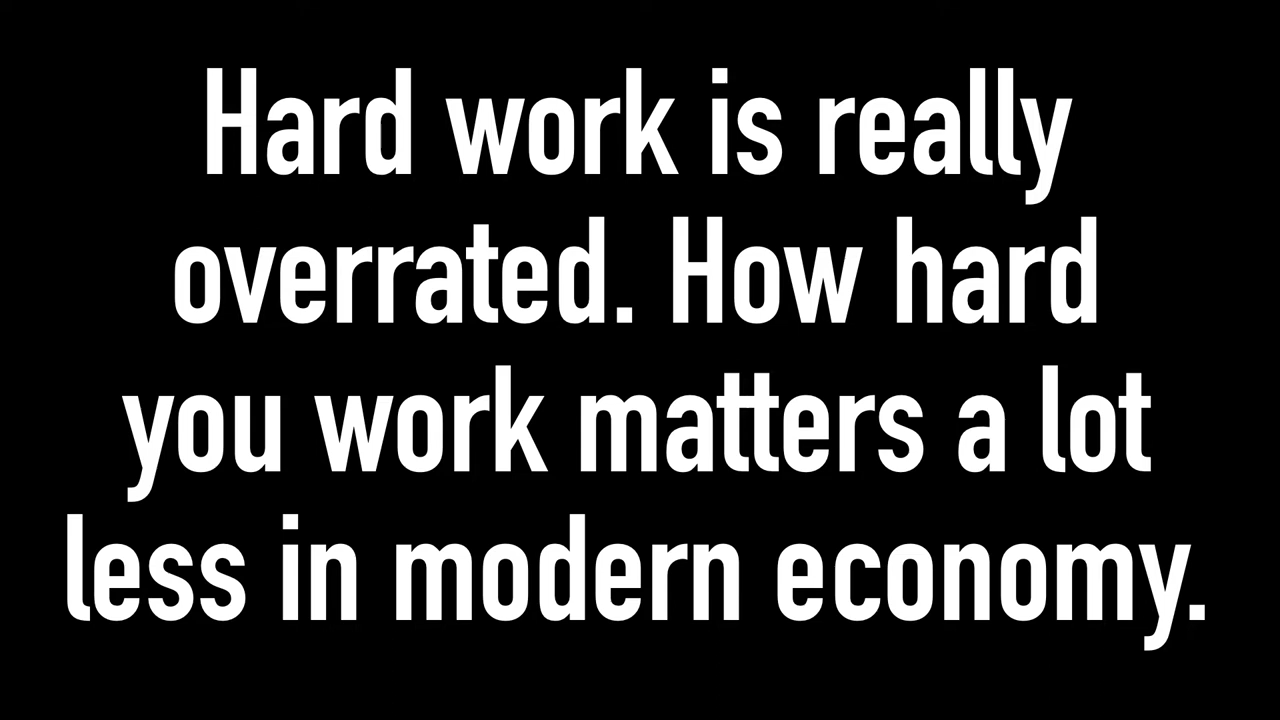 Hard work is really
overrated. How hard
you work matters a lot
less in modern economy.